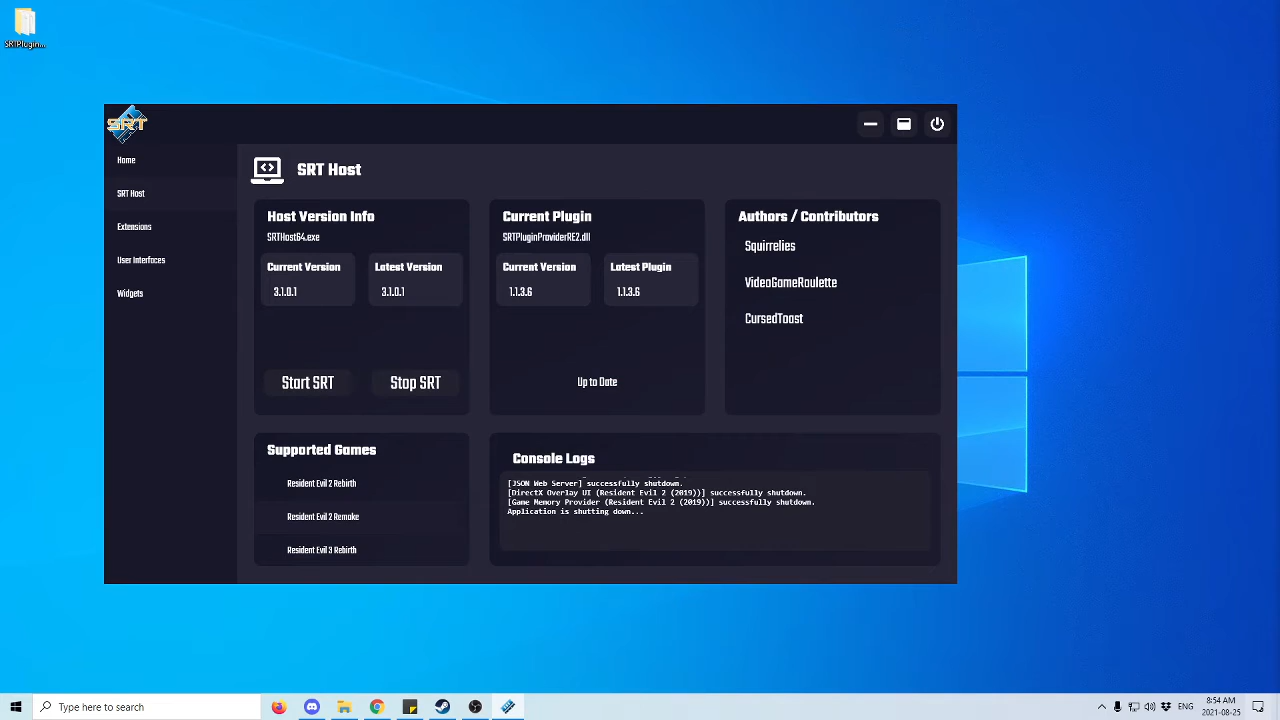 SRTPlugin...
SRT
Home
SRT Host
Extensions
User Interfaces
Widgets
SRT Host
Host Version Info
SRTHost64.exe
Current Version
3.1.0.1
Latest Version
3.1.0.1
Start SRT
Stop SRT
Current Plugin
SRTPluginProviderRE2.dll
Current Version
1.1.3.6
Latest Plugin
1.1.3.6
Up to Date
Authors / Contributors
Squirrelies
VideoGameRoulette
CursedToast
Supported Games
Resident Evil 2 Rebirth
Resident Evil 2 Remake
Resident Evil 3 Rebirth
Console Logs
[JSON Web Server] successfully shutdown.
[DirectX Overlay UI (Resident Evil 2 (2019))] successfully shutdown.
[Game Memory Provider (Resident Evil 2 (2019))] successfully shutdown.
Application is shutting down...
Type here to search
ENG
8:54 AM
2021-08-25